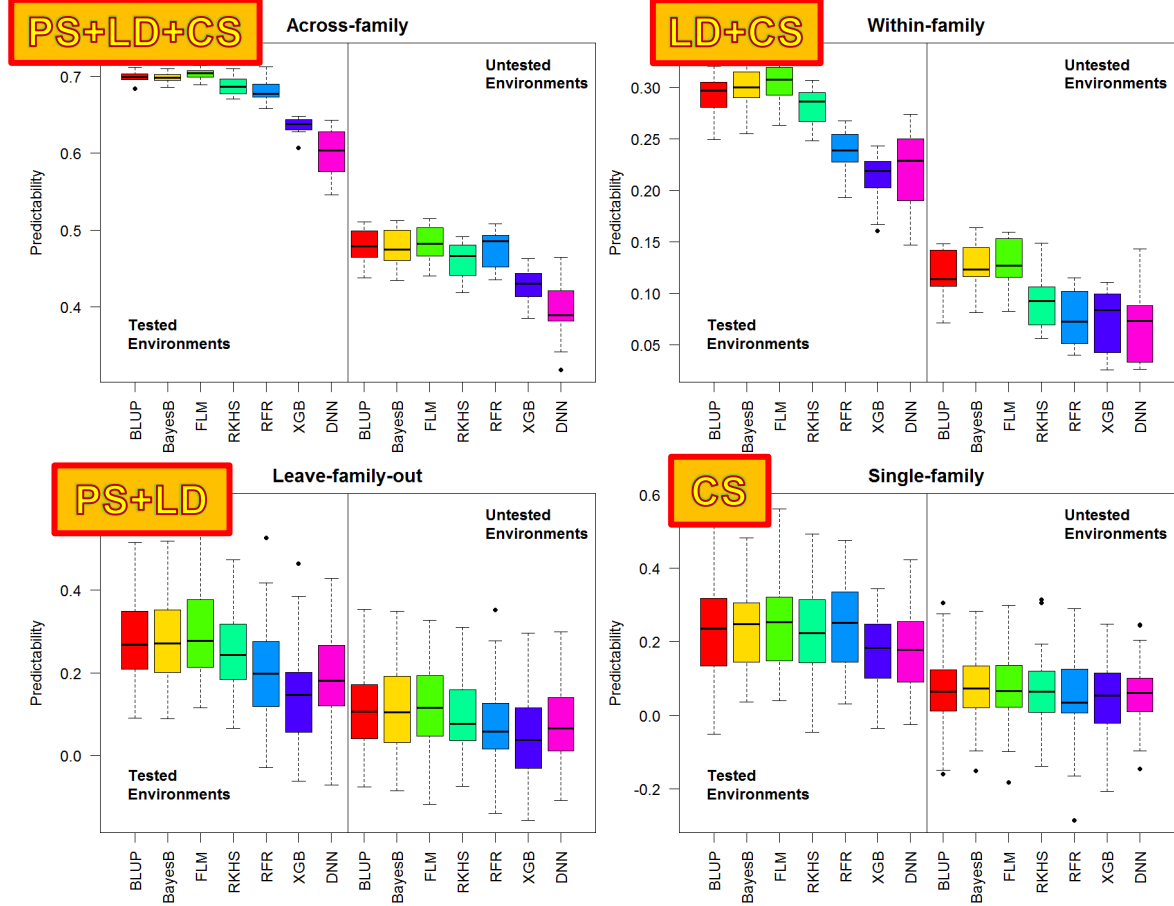 PS+LD+CS
Across-family
0.7
0.6
0.5
0.4
Predictability
Untested
Environments
Tested
Environments
BLUP
BayesB
FLM
RKHS
RFR
XGB
DNN
BLUP
BayesB
FLM
RKHS
RFR
XGB
DNN
LD+CS
Within-family
0.30
0.25
0.20
0.15
0.10
0.05
Predictability
Untested
Environments
Tested
Environments
BLUP
BayesB
FLM
RKHS
RFR
XGB
DNN
BLUP
BayesB
FLM
RKHS
RFR
XGB
DNN
PS+LD
Leave-family-out
0.4
0.2
0.0
Predictability
Untested
Environments
Tested
Environments
BLUP
BayesB
FLM
RKHS
RFR
XGB
DNN
BLUP
BayesB
FLM
RKHS
RFR
XGB
DNN
CS
Single-family
0.6
0.4
0.2
0.0
-0.2
Predictability
Untested
Environments
Tested
Environments
BLUP
BayesB
FLM
RKHS
RFR
XGB
DNN
BLUP
BayesB
FLM
RKHS
RFR
XGB
DNN